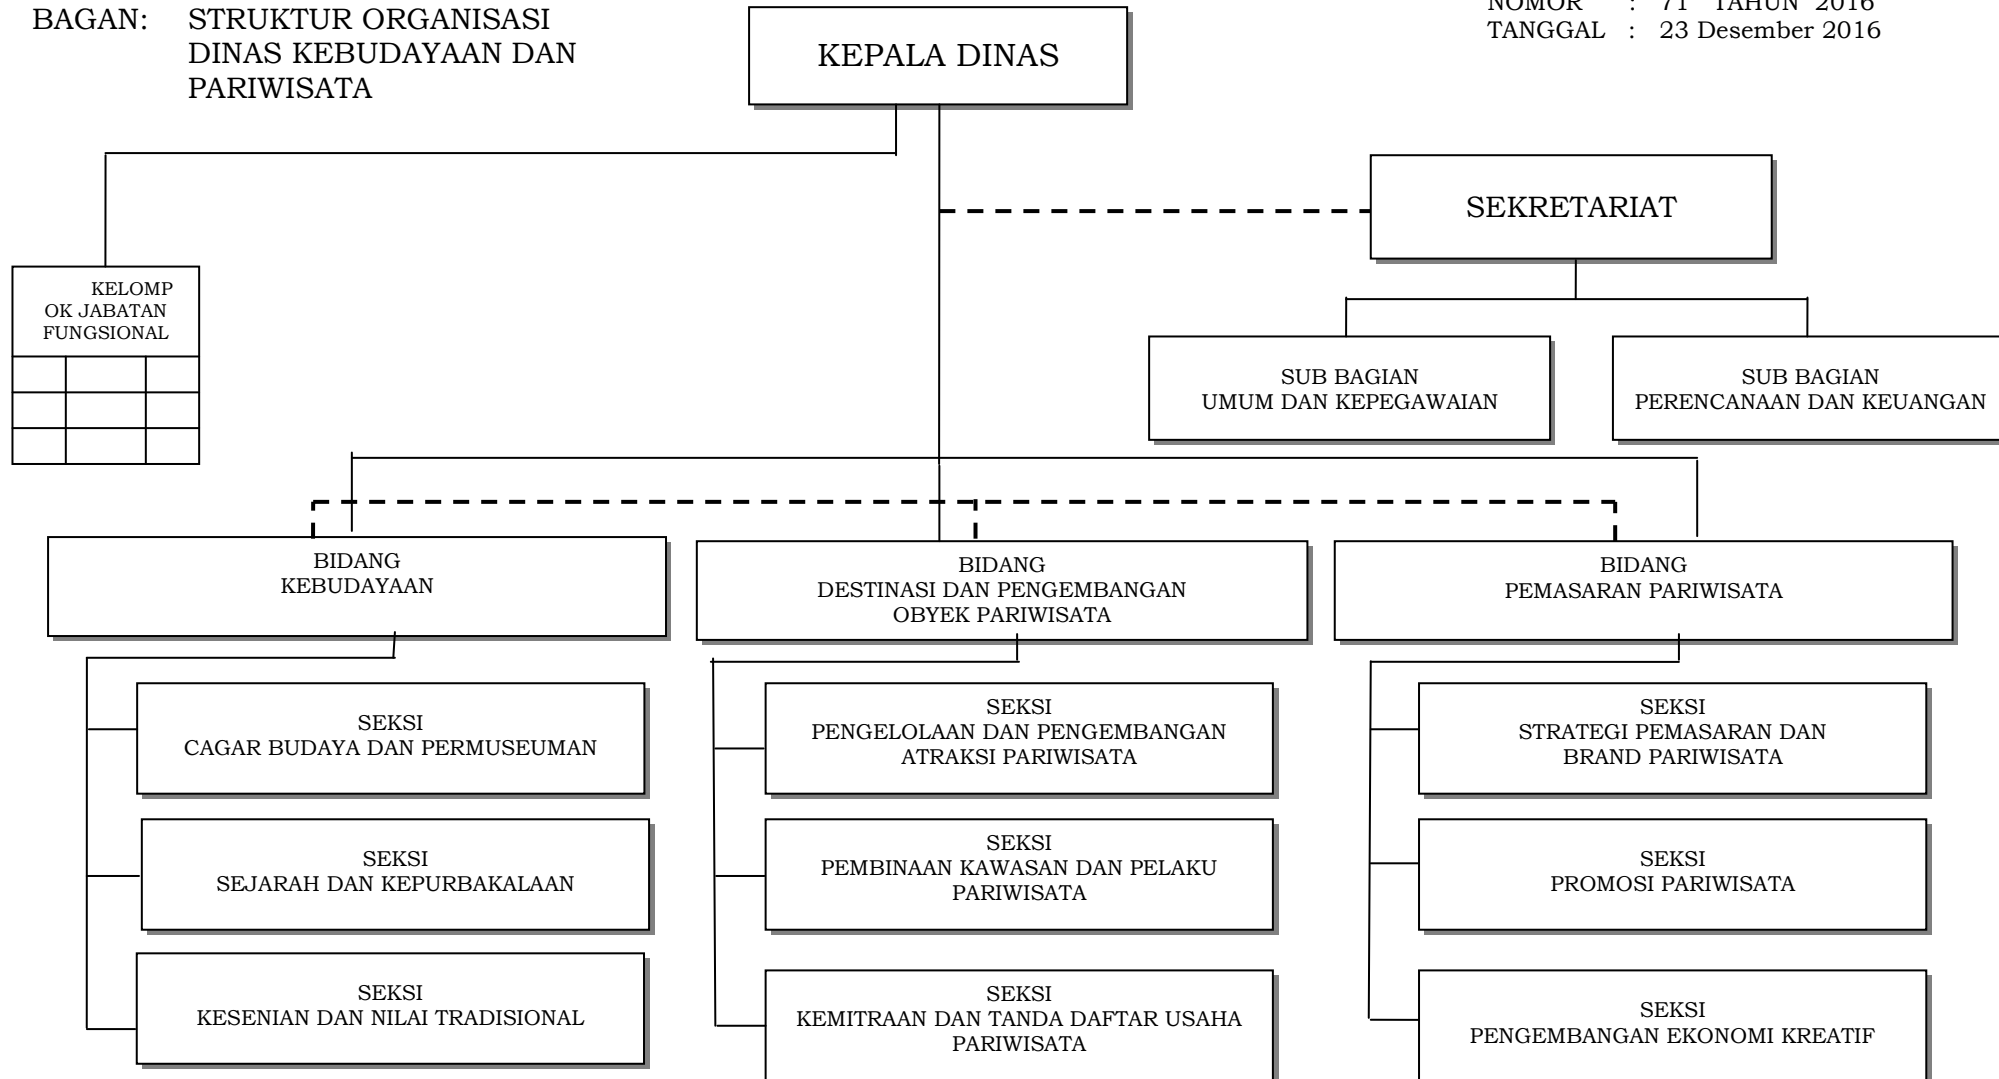 BAGAN: STRUKTUR ORGANISASI
DINAS KEBUDAYAAN DAN
PARIWISATA
NOMOR : 71 TAHUN 2016
TANGGAL : 23 Desember 2016
KEPALA DINAS
SEKRETARIAT
KELOMP
OK JABATAN
FUNGSIONAL
SUB BAGIAN
UMUM DAN KEPEGAWAIAN
SUB BAGIAN
PERENCANAAN DAN KEUANGAN
BIDANG
KEBUDAYAAN
BIDANG
DESTINASI DAN PENGEMBANGAN
OBYEK PARIWISATA
BIDANG
PEMASARAN PARIWISATA
SEKSI
CAGAR BUDAYA DAN PERMUSEUMAN
SEKSI
SEJARAH DAN KEPURBAKALAAN
SEKSI
KESENIAN DAN NILAI TRADISIONAL
SEKSI
PENGELOLAAN DAN PENGEMBANGAN
ATRAKSI PARIWISATA
SEKSI
PEMBINAAN KAWASAN DAN PELAKU
PARIWISATA
SEKSI
KEMITRAAN DAN TANDA DAFTAR USAHA
PARIWISATA
SEKSI
STRATEGI PEMASARAN DAN
BRAND PARIWISATA
SEKSI
PROMOSI PARIWISATA
SEKSI
PENGEMBANGAN EKONOMI KREATIF